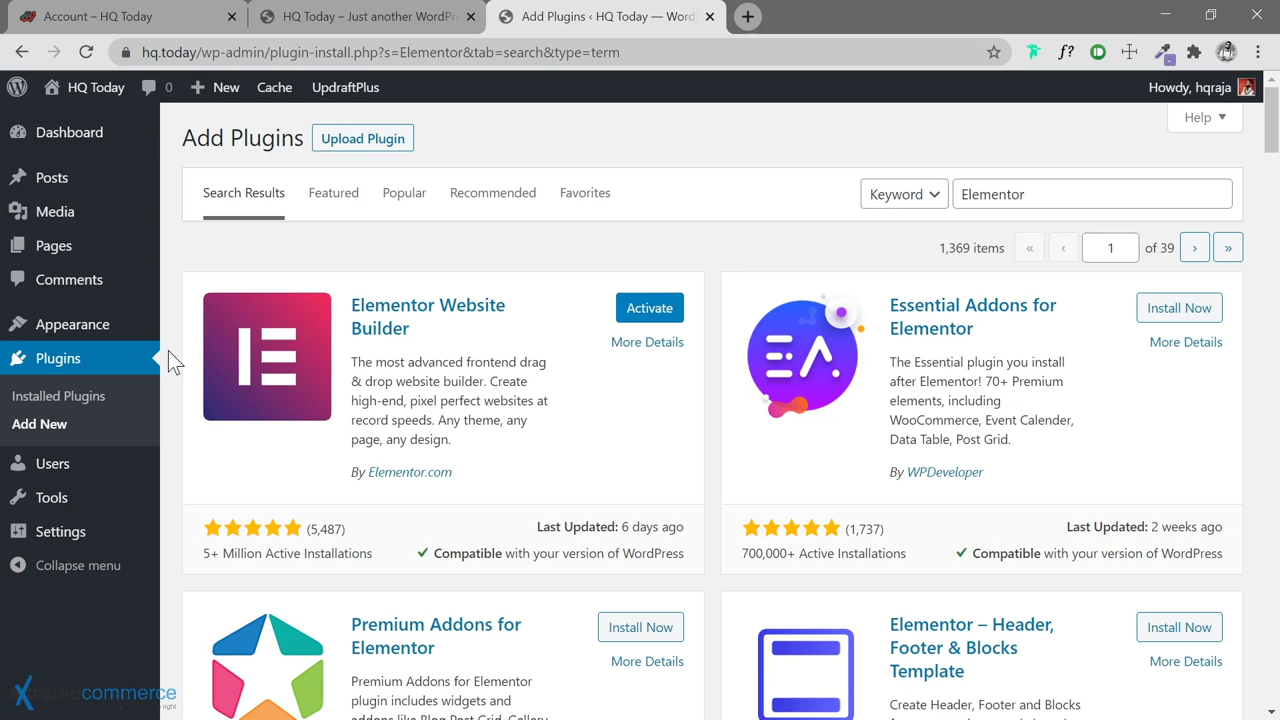 Account – HQ Today
HQ Today – Just another WordPr
Add Plugins ‹ HQ Today — Word
hq.today/wp-admin/plugin-install.php?s=Elementor&tab=search&type=term
f?
HQ Today
0
New
Cache
UpdraftPlus
Howdy, hqraja
Dashboard
Posts
Media
Pages
Comments
Appearance
Plugins
Installed Plugins
Add New
Users
Tools
Settings
Collapse menu
Add Plugins
Upload Plugin
Help
Search Results
Featured
Popular
Recommended
Favorites
Keyword
Elementor
1,369 items
«
‹
1
of 39
›
»
Elementor Website
Builder
Activate
More Details
The most advanced frontend drag
& drop website builder. Create
high-end, pixel perfect websites at
record speeds. Any theme, any
page, any design.
By Elementor.com
(5,487)
Last Updated: 6 days ago
5+ Million Active Installations
Compatible with your version of WordPress
Essential Addons for
Elementor
Install Now
More Details
The Essential plugin you install
after Elementor! 70+ Premium
elements, including
WooCommerce, Event Calender,
Data Table, Post Grid.
By WPDeveloper
(1,737)
Last Updated: 2 weeks ago
700,000+ Active Installations
Compatible with your version of WordPress
Premium Addons for
Elementor
Install Now
More Details
Premium Addons for Elementor
plugin includes widgets and
addons like Blog Post Grid, Gallery
Elementor – Header,
Footer & Blocks
Template
Install Now
More Details
Create Header, Footer and Blocks
xtremecommerce